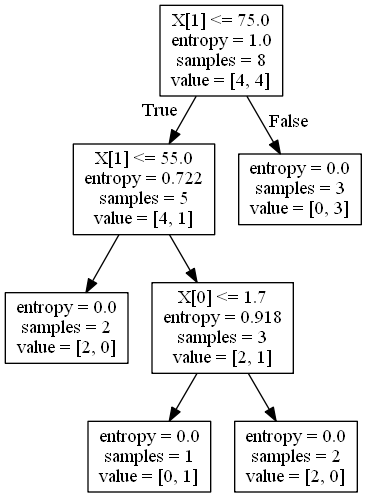 X[1] <= 75.0
entropy = 1.0
samples = 8
value = [4, 4]
True
False
X[1] <= 55.0
entropy = 0.722
samples = 5
value = [4, 1]
entropy = 0.0
samples = 3
value = [0, 3]
entropy = 0.0
samples = 2
value = [2, 0]
X[0] <= 1.7
entropy = 0.918
samples = 3
value = [2, 1]
entropy = 0.0
samples = 1
value = [0, 1]
entropy = 0.0
samples = 2
value = [2, 0]